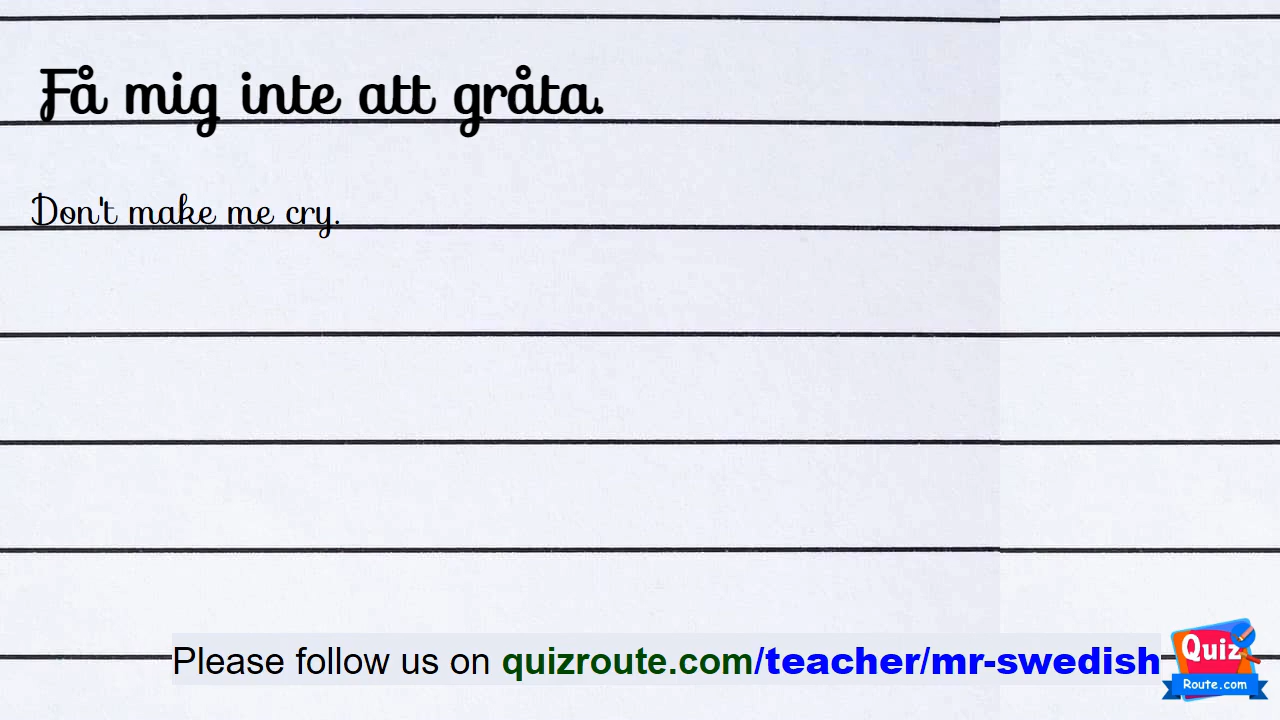 Få mig inte att gråta.
Don't make me cry.
Please follow us on quizroute.com/teacher/mr-swedish
Quiz
Route.com